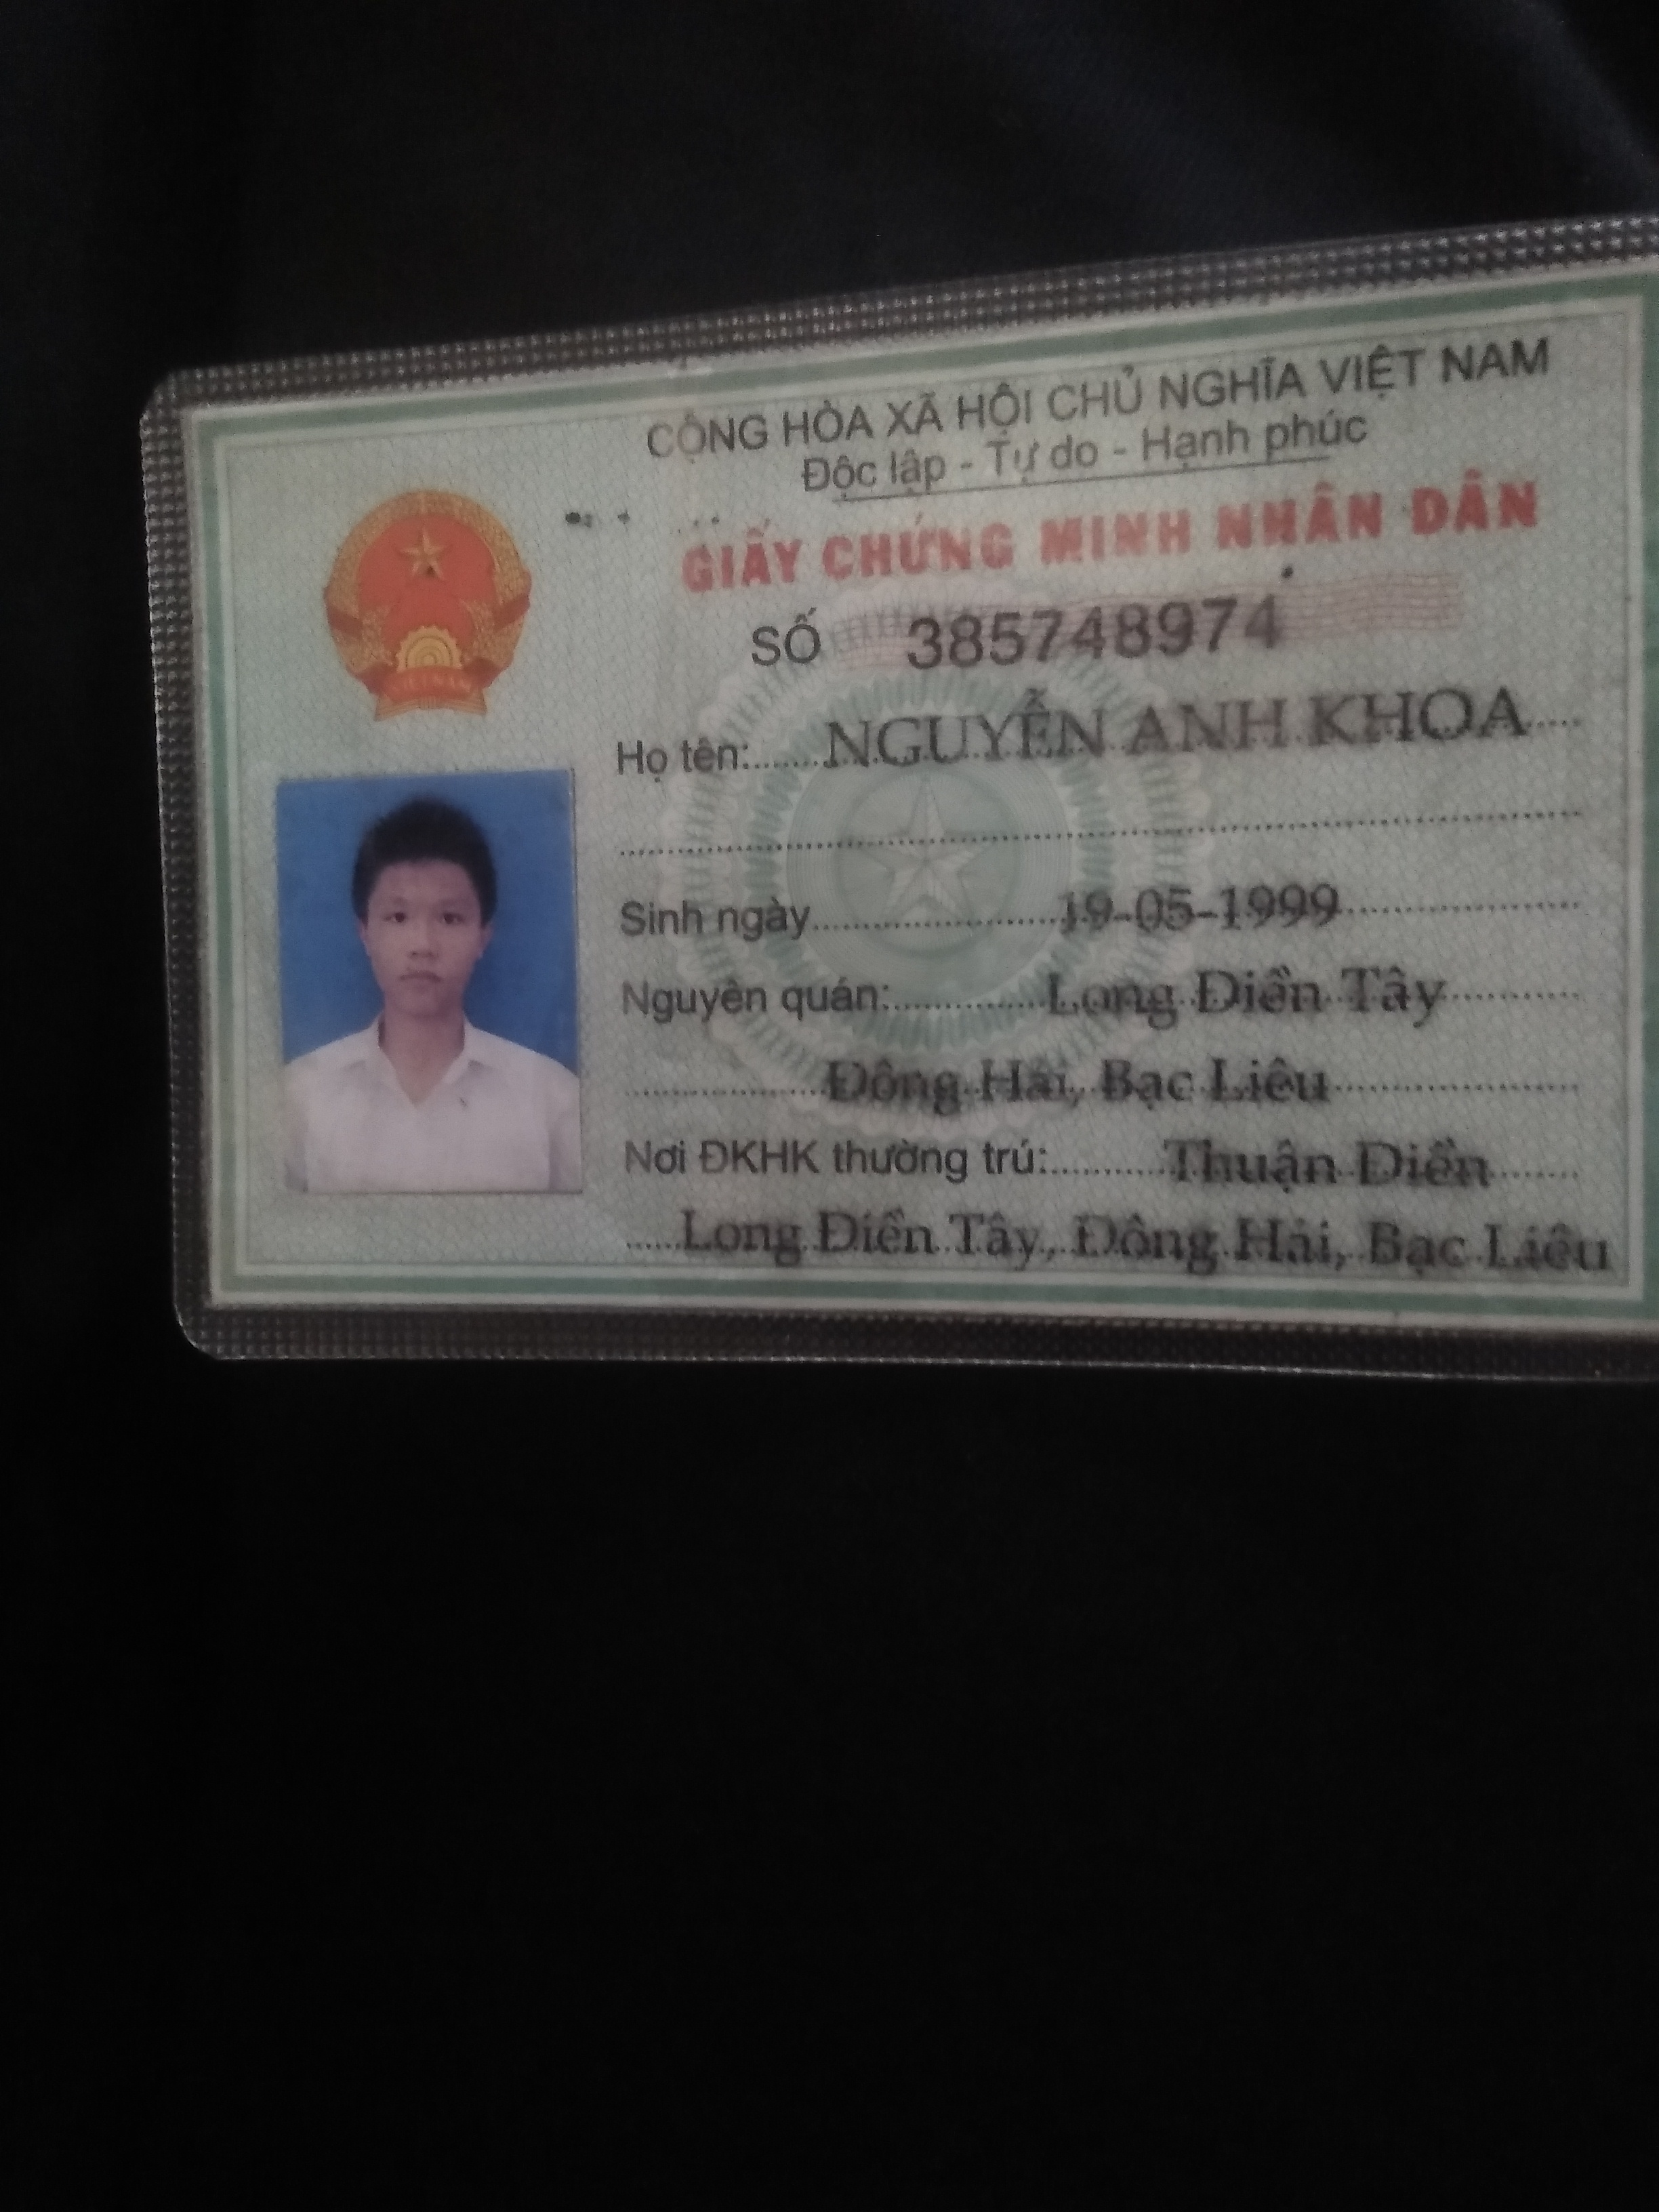 CỘNG HÒA XÃ HỘI CHỦ NGHĨA VIỆT NAM
Độc lập - Tự do - Hạnh phúc
GIẤY CHỨNG MINH NHÂN DÂN
SỐ 385748974
Họ tên: NGUYỄN ANH KHOA
Sinh ngày 19-05-1999
Nguyên quán: Long Điền Tây
Đông Hải, Bạc Liêu
Nơi ĐKHK thường trú: Thuận Điền
Long Điền Tây, Đông Hải, Bạc Liêu
VIỆT NAM